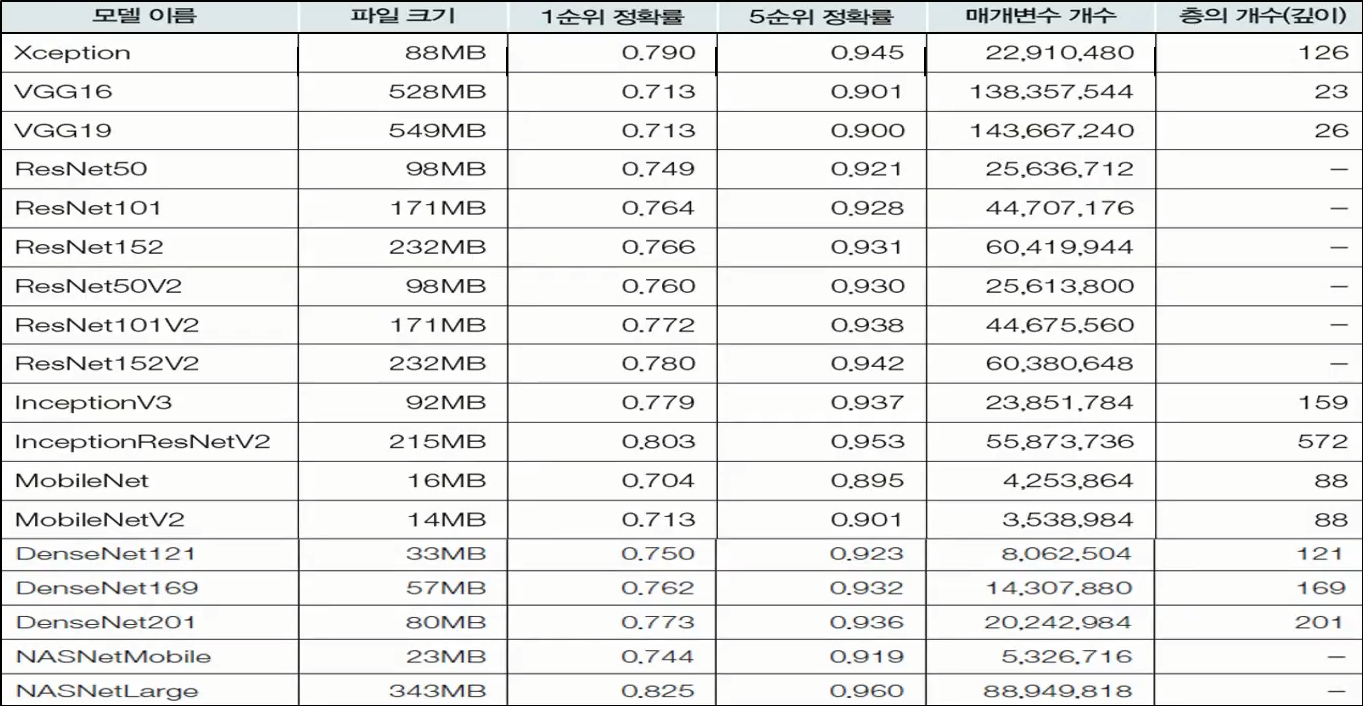 모델 이름 파일 크기 1순위 정확률 5순위 정확률 매개변수 개수 층의 개수(깊이)
Xception 88MB 0.790 0.945 22,910,480 126
VGG16 528MB 0.713 0.901 138,357,544 23
VGG19 549MB 0.713 0.900 143,667,240 26
ResNet50 98MB 0.749 0.921 25,636,712 –
ResNet101 171MB 0.764 0.928 44,707,176 –
ResNet152 232MB 0.766 0.931 60,419,944 –
ResNet50V2 98MB 0.760 0.930 25,613,800 –
ResNet101V2 171MB 0.772 0.938 44,675,560 –
ResNet152V2 232MB 0.780 0.942 60,380,648 –
InceptionV3 92MB 0.779 0.937 23,851,784 159
InceptionResNetV2 215MB 0.803 0.953 55,873,736 572
MobileNet 16MB 0.704 0.895 4,253,864 88
MobileNetV2 14MB 0.713 0.901 3,538,984 88
DenseNet121 33MB 0.750 0.923 8,062,504 121
DenseNet169 57MB 0.762 0.932 14,307,880 169
DenseNet201 80MB 0.773 0.936 20,242,984 201
NASNetMobile 23MB 0.744 0.919 5,326,716 –
NASNetLarge 343MB 0.825 0.960 88,949,818 –